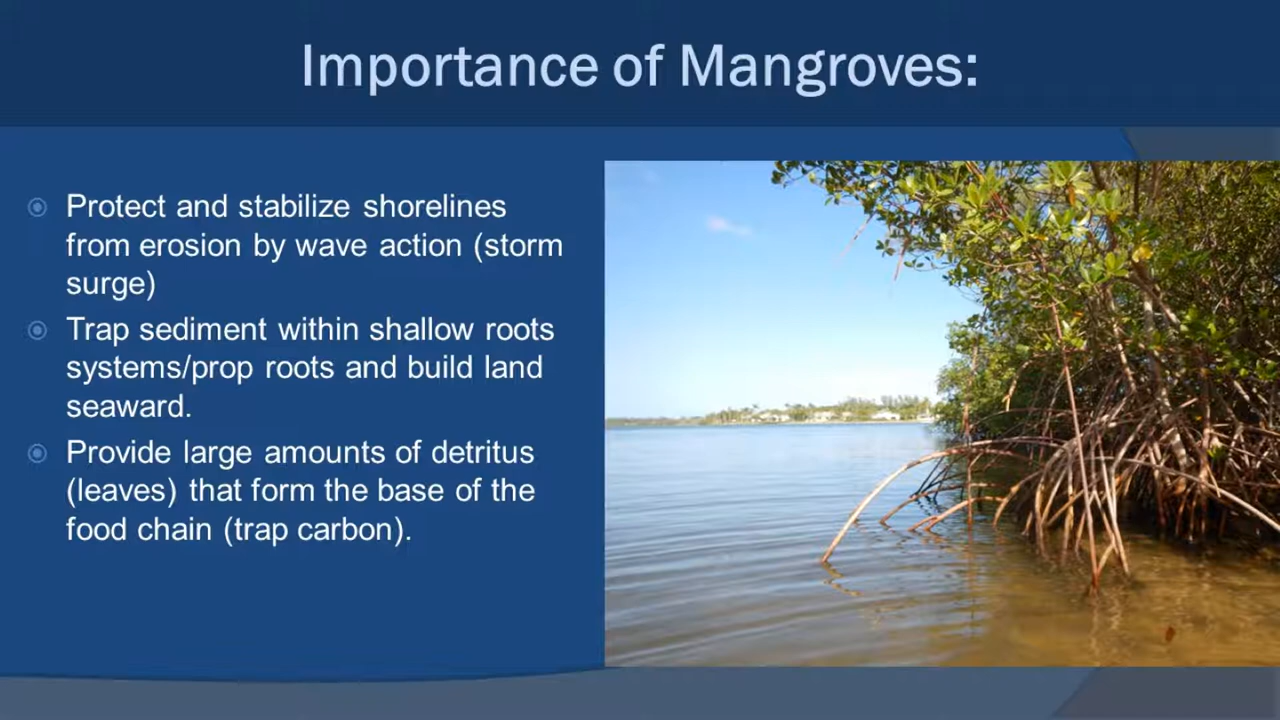 Importance of Mangroves:
Protect and stabilize shorelines
from erosion by wave action (storm
surge)
Trap sediment within shallow roots
systems/prop roots and build land
seaward.
Provide large amounts of detritus
(leaves) that form the base of the
food chain (trap carbon).